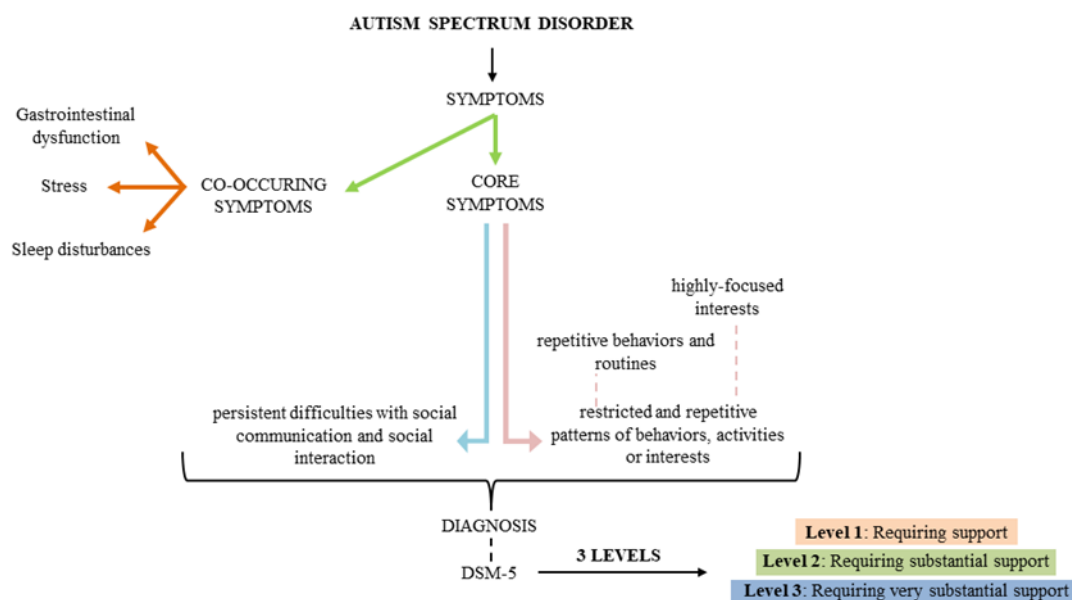 AUTISM SPECTRUM DISORDER
SYMPTOMS
Gastrointestinal
dysfunction
Stress
Sleep disturbances
CO-OCCURING
SYMPTOMS
CORE
SYMPTOMS
highly-focused
interests
repetitive behaviors and
routines
persistent difficulties with social
communication and social
interaction
restricted and repetitive
patterns of behaviors, activities
or interests
DIAGNOSIS
DSM-5
3 LEVELS
Level 1: Requiring support
Level 2: Requiring substantial support
Level 3: Requiring very substantial support